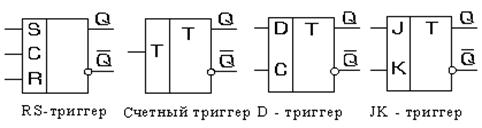 S Q D T Q J T Q
C T T
R Q̅ Q̅ C Q̅ K Q̅
RS-триггер Счетный триггер D - триггер JK - триггер